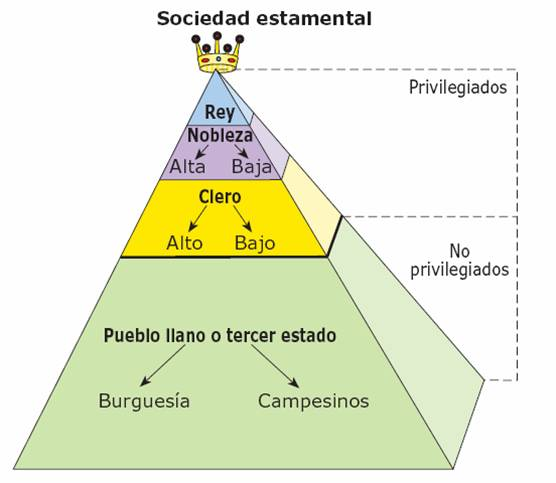 Sociedad estamental
Privilegiados
Rey
Nobleza
Alta Baja
Clero
Alto Bajo
No
privilegiados
Pueblo llano o tercer estado
Burguesía Campesinos